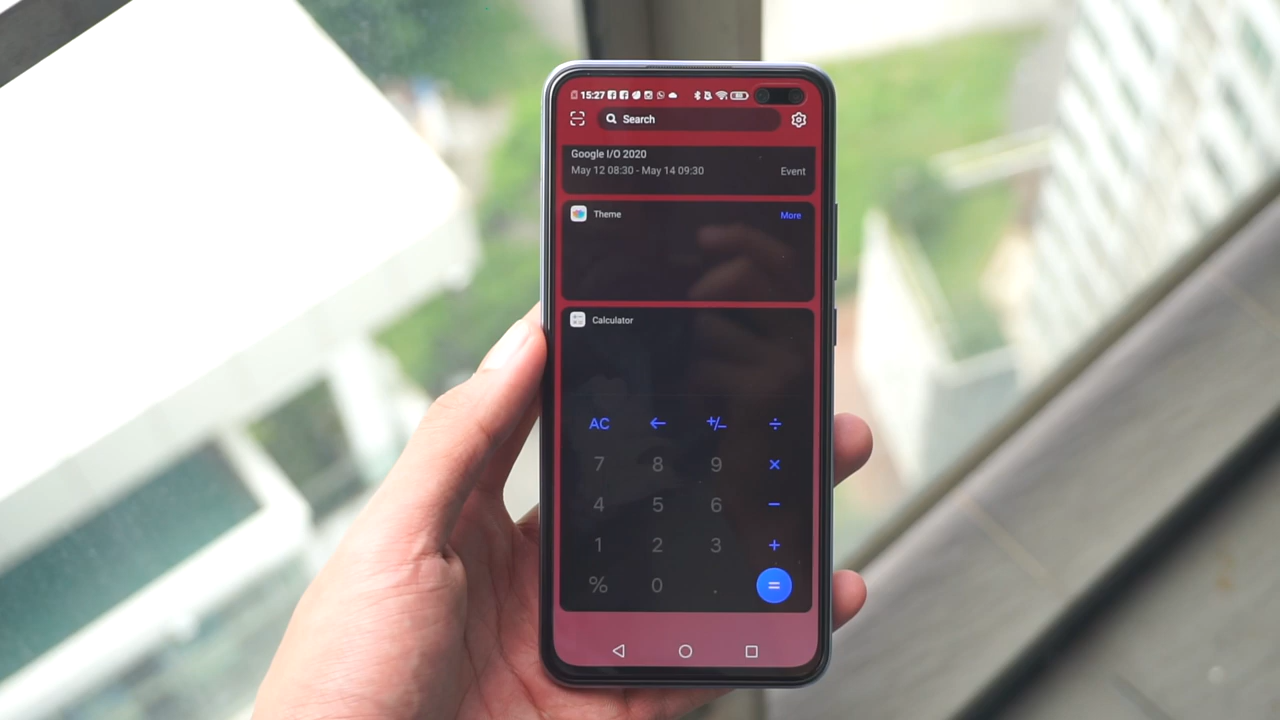 15:27
Search
Google I/O 2020
May 12 08:30 - May 14 09:30 Event
Theme More
Calculator
AC ← +/- ÷
7 8 9 ×
4 5 6 −
1 2 3 +
% 0 . =